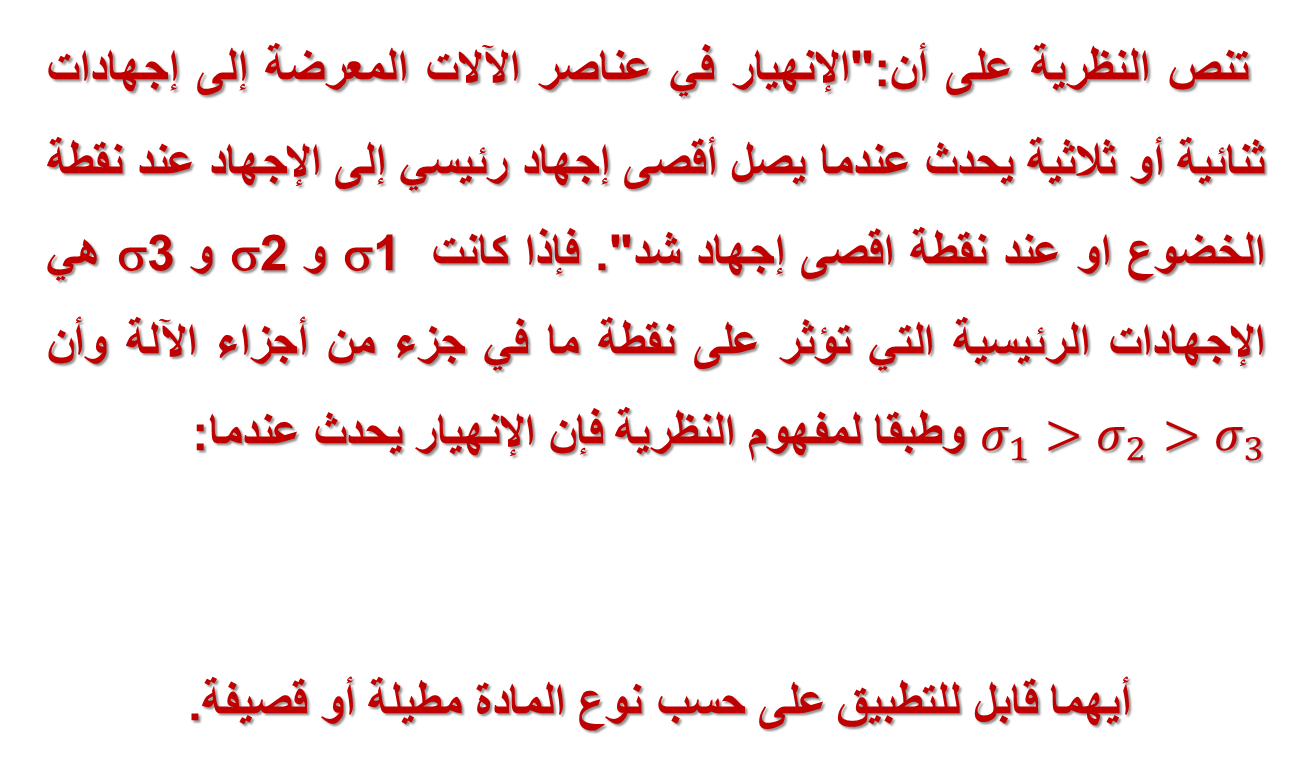 تنص النظرية على أن:"الإنهيار في عناصر الآلات المعرضة إلى إجهادات
ثنائية أو ثلاثية يحدث عندما يصل أقصى إجهاد رئيسي إلى الإجهاد عند نقطة
الخضوع او عند نقطة اقصى إجهاد شد". فإذا كانت σ1 و σ2 و σ3 هي
الإجهادات الرئيسية التي تؤثر على نقطة ما في جزء من أجزاء الآلة وأن
σ₁ > σ₂ > σ₃ وطبقا لمفهوم النظرية فإن الإنهيار يحدث عندما:
أيهما قابل للتطبيق على حسب نوع المادة مطيلة أو قصيفة.